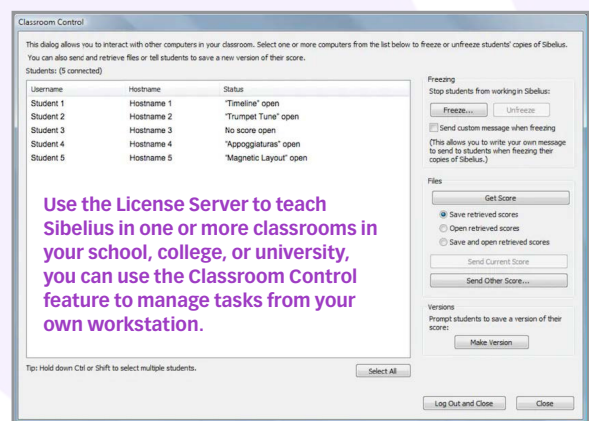 Classroom Control
This dialog allows you to interact with other computers in your classroom. Select one or more computers from the list below to freeze or unfreeze students' copies of Sibelius.
You can also send and retrieve files or tell students to save a new version of their score.
Students: (5 connected)
Username Hostname Status
Student 1 Hostname 1 "Timeline" open
Student 2 Hostname 2 "Trumpet Tune" open
Student 3 Hostname 3 No score open
Student 4 Hostname 4 "Appoggiaturas" open
Student 5 Hostname 5 "Magnetic Layout" open
Use the License Server to teach
Sibelius in one or more classrooms in
your school, college, or university,
you can use the Classroom Control
feature to manage tasks from your
own workstation.
Tip: Hold down Ctrl or Shift to select multiple students.
Select All
Freezing
Stop students from working in Sibelius:
Freeze... Unfreeze
Send custom message when freezing
(This allows you to write your own message
to send to students when freezing their
copies of Sibelius.)
Files
Get Score
Save retrieved scores
Open retrieved scores
Save and open retrieved scores
Send Current Score
Send Other Score...
Versions
Prompt students to save a version of their
score:
Make Version
Log Out and Close Close